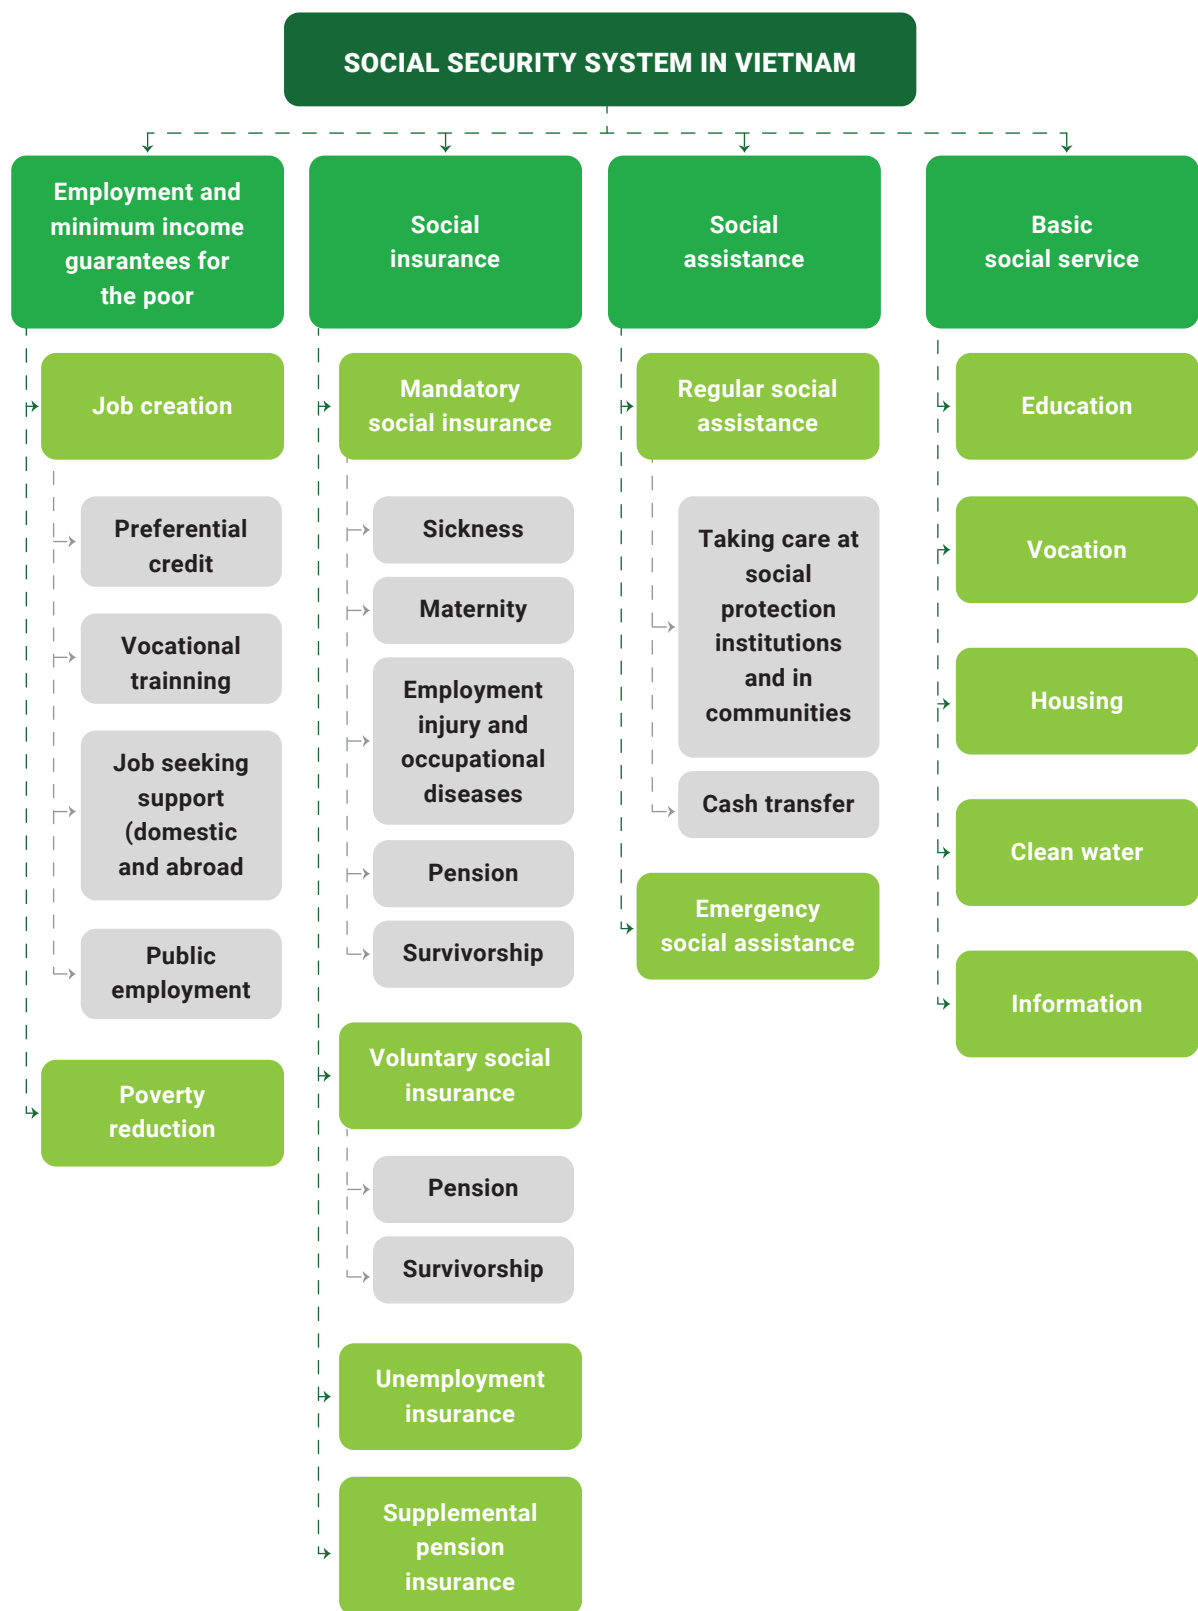 SOCIAL SECURITY SYSTEM IN VIETNAM
Employment and
minimum income
guarantees for
the poor
Job creation
Preferential
credit
Vocational
trainning
Job seeking
support
(domestic
and abroad
Public
employment
Poverty
reduction
Social
insurance
Mandatory
social insurance
Sickness
Maternity
Employment
injury and
occupational
diseases
Pension
Survivorship
Voluntary social
insurance
Pension
Survivorship
Unemployment
insurance
Supplemental
pension
insurance
Social
assistance
Regular social
assistance
Taking care at
social
protection
institutions
and in
communities
Cash transfer
Emergency
social assistance
Basic
social service
Education
Vocation
Housing
Clean water
Information